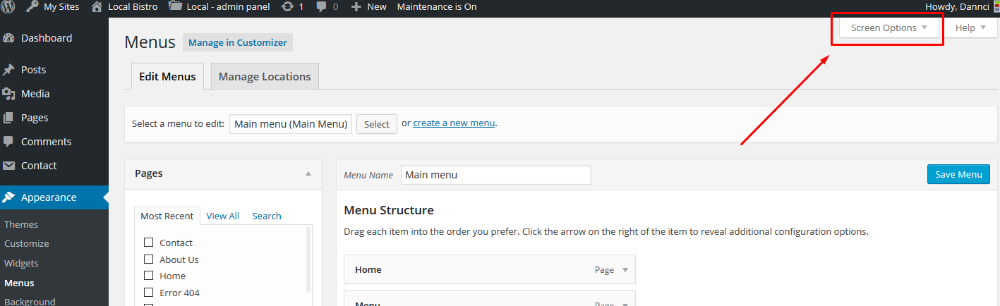 My Sites Local Bistro Local - admin panel 1 0 New Maintenance is On Howdy, Dannci
Screen Options Help
Dashboard
Posts
Media
Pages
Comments
Contact
Appearance
Themes
Customize
Widgets
Menus
Background
Menus Manage in Customizer
Edit Menus Manage Locations
Select a menu to edit: Main menu (Main Menu) Select or create a new menu.
Pages
Most Recent View All Search
Contact
About Us
Home
Error 404
Menu Name Main menu Save Menu
Menu Structure
Drag each item into the order you prefer. Click the arrow on the right of the item to reveal additional configuration options.
Home Page
Menu Page